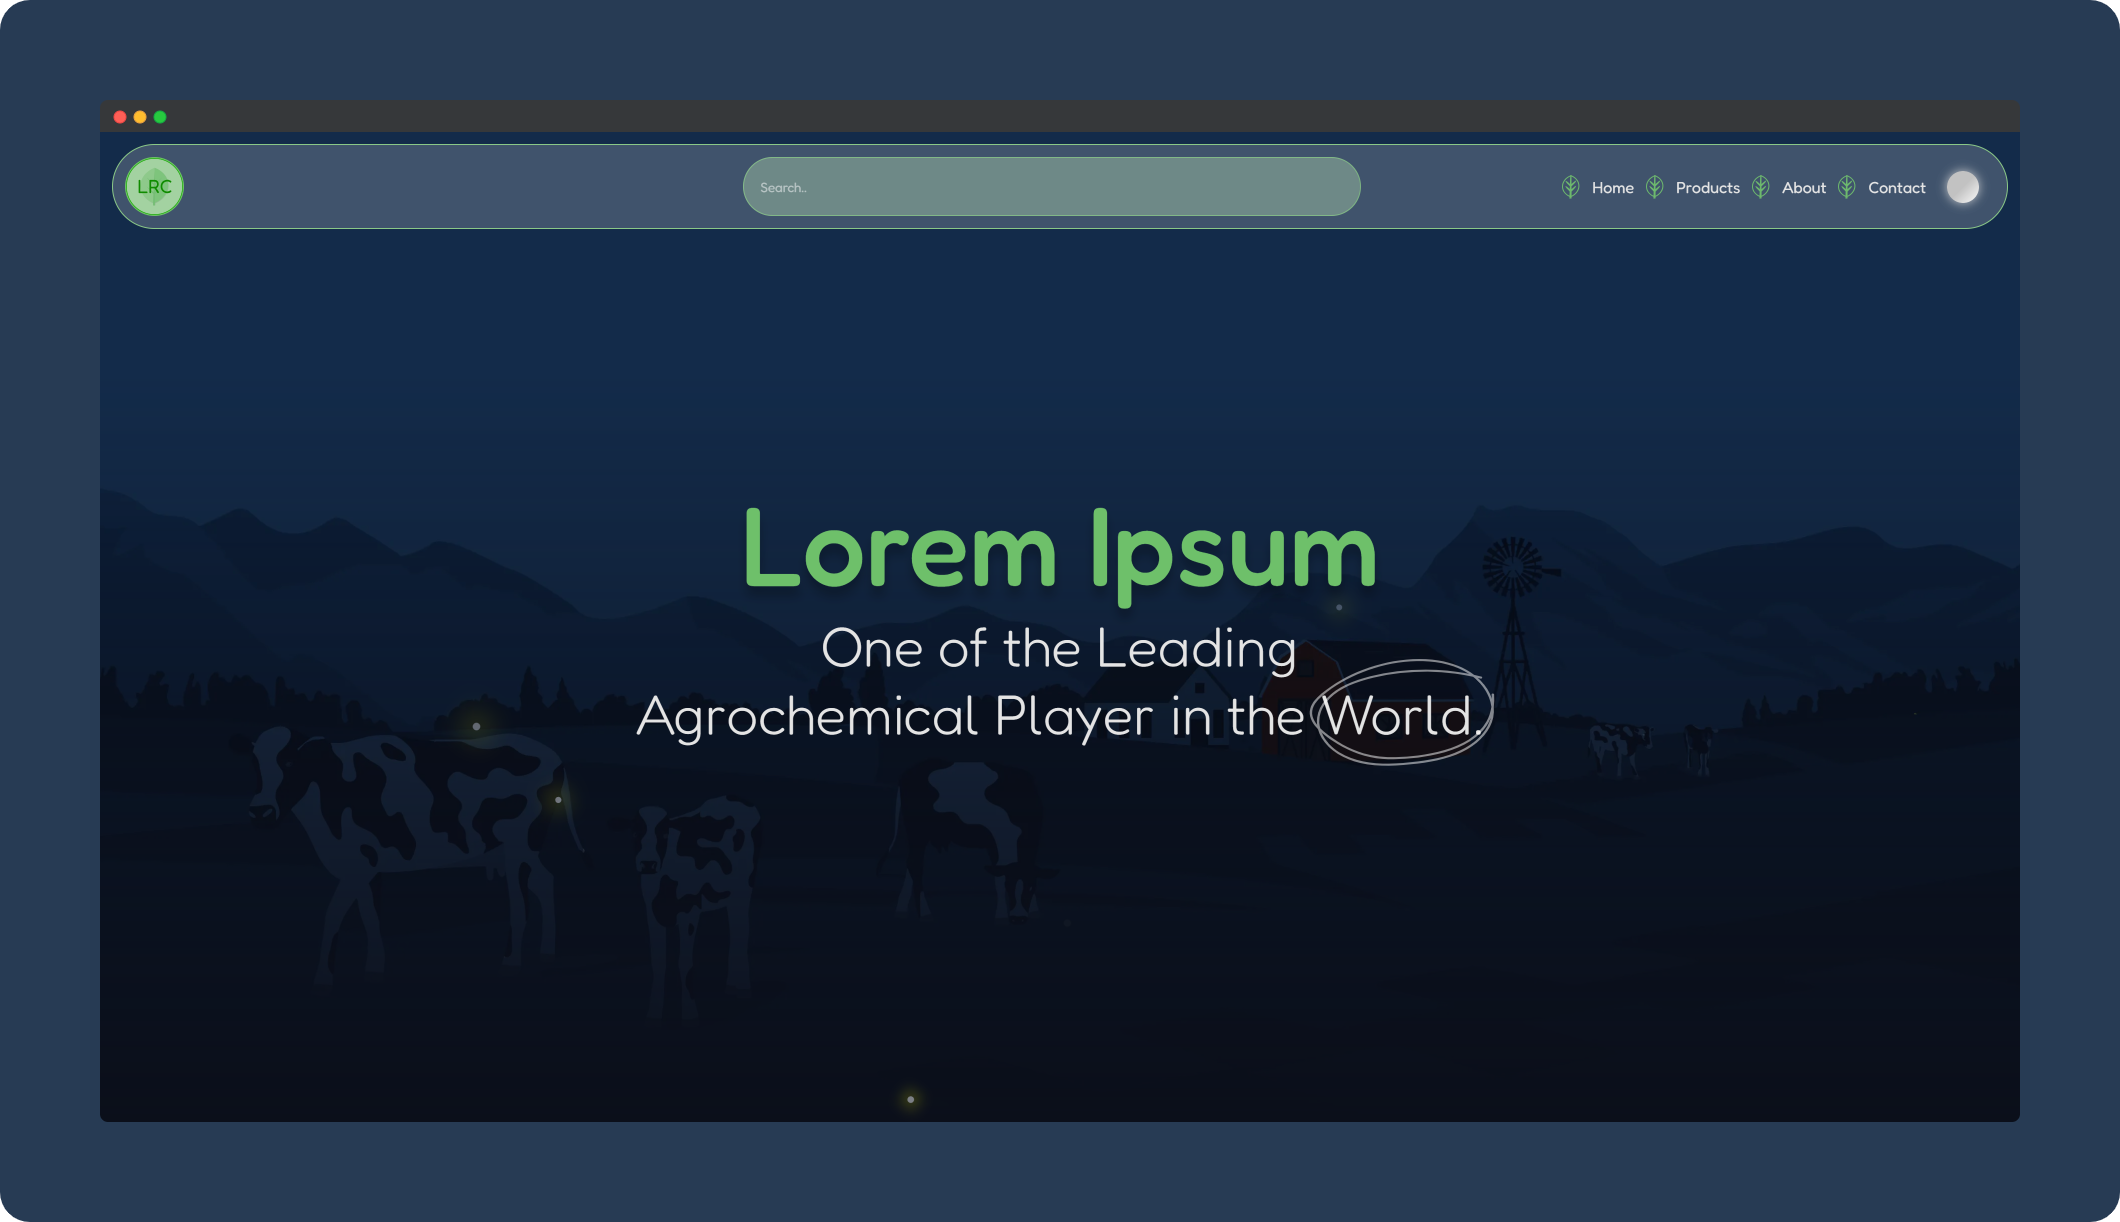 LRC
Search..
Home
Products
About
Contact
Lorem Ipsum
One of the Leading
Agrochemical Player in the World.